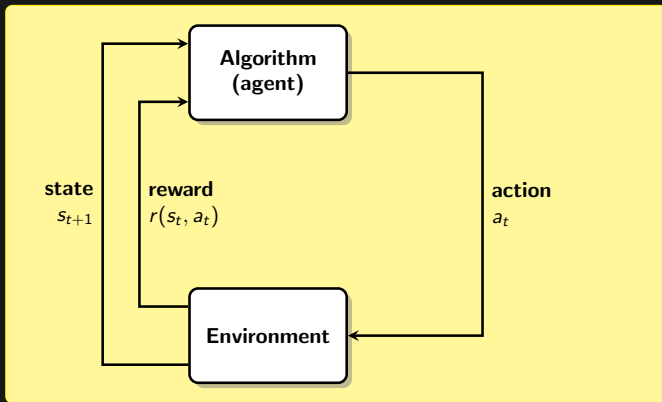 Algorithm
(agent)
state
s_{t+1}
reward
r(s_t, a_t)
action
a_t
Environment